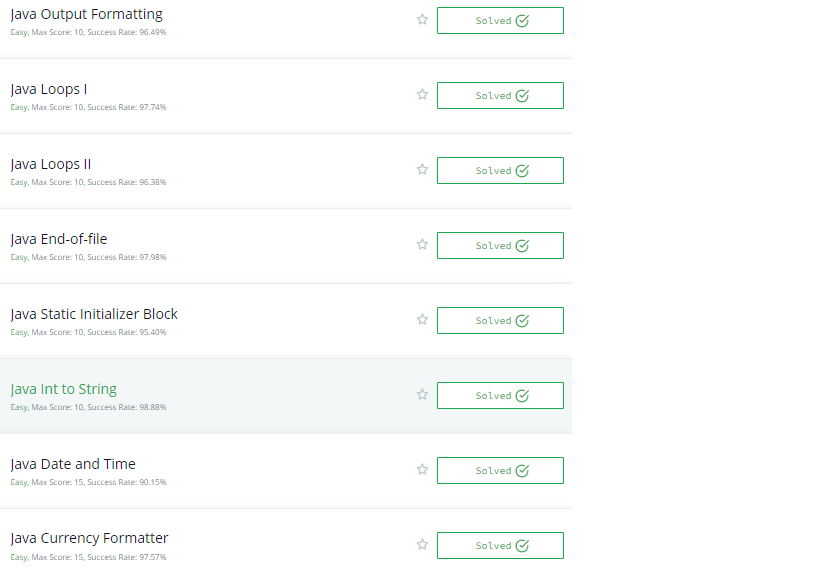 Java Output Formatting
Easy, Max Score: 10, Success Rate: 96.49%
Solved
Java Loops I
Easy, Max Score: 10, Success Rate: 97.74%
Solved
Java Loops II
Easy, Max Score: 10, Success Rate: 96.38%
Solved
Java End-of-file
Easy, Max Score: 10, Success Rate: 97.98%
Solved
Java Static Initializer Block
Easy, Max Score: 10, Success Rate: 95.40%
Solved
Java Int to String
Easy, Max Score: 10, Success Rate: 98.88%
Solved
Java Date and Time
Easy, Max Score: 15, Success Rate: 90.15%
Solved
Java Currency Formatter
Easy, Max Score: 15, Success Rate: 97.57%
Solved